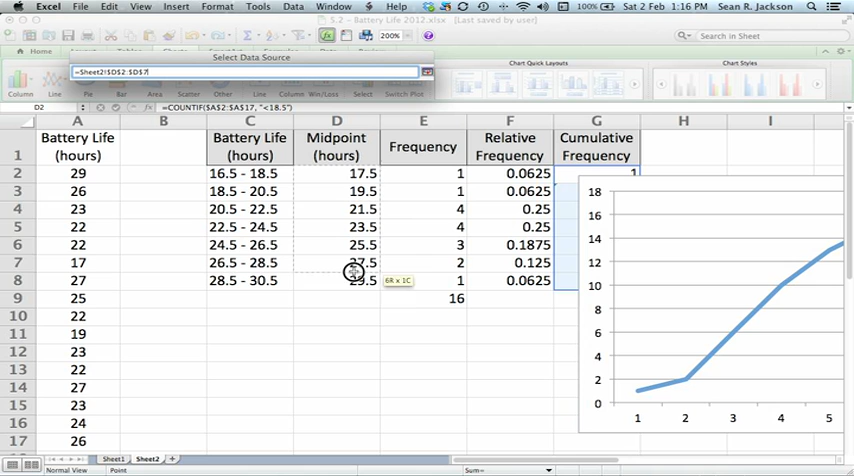 Excel File Edit View Insert Format Tools Data Window Help 100% Sat 2 Feb 1:16 PM Sean R. Jackson
5.2 - Battery Life 2012.xlsx [Last saved by user]
200% Search in Sheet
Home Charts
Select Data Source
Chart Quick Layouts Chart Styles
=Sheet2!$D$2:$D$7
Column Line Pie Bar Area Scatter Other Line Column Win/Loss Select Switch Plot
D2 =COUNTIF($A$2:$A$17, "<18.5")
A B C D E F G H I
1 Battery Life (hours) Battery Life (hours) Midpoint (hours) Frequency Relative Frequency Cumulative Frequency
2 29 16.5 - 18.5 17.5 1 0.0625 1
3 26 18.5 - 20.5 19.5 1 0.0625
4 23 20.5 - 22.5 21.5 4 0.25
5 22 22.5 - 24.5 23.5 4 0.25
6 22 24.5 - 26.5 25.5 3 0.1875
7 17 26.5 - 28.5 27.5 2 0.125
8 27 28.5 - 30.5 29.5 1 0.0625
6R x 1C
9 25 16
10 22
11 19
12 23
13 22
14 27
15 23
16 24
17 26
18
16
14
12
10
8
6
4
2
0
1 2 3 4 5
Sheet1 Sheet2 +
Normal View Point Sum=